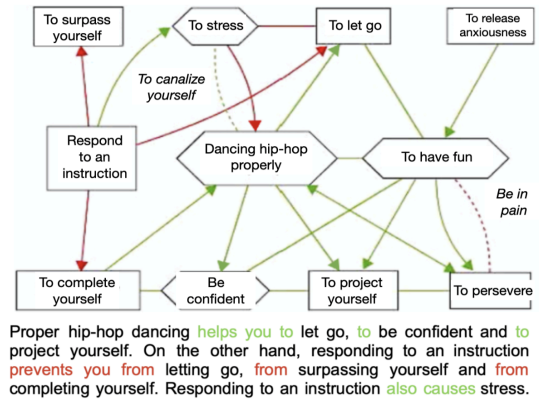 To surpass
yourself
To stress
To let go
To release
anxiousness
To canalize
yourself
Respond
to an
instruction
Dancing hip-hop
properly
To have fun
Be in
pain
To complete
yourself
Be
confident
To project
yourself
To persevere
Proper hip-hop dancing helps you to let go, to be confident and to
project yourself. On the other hand, responding to an instruction
prevents you from letting go, from surpassing yourself and from
completing yourself. Responding to an instruction also causes stress.